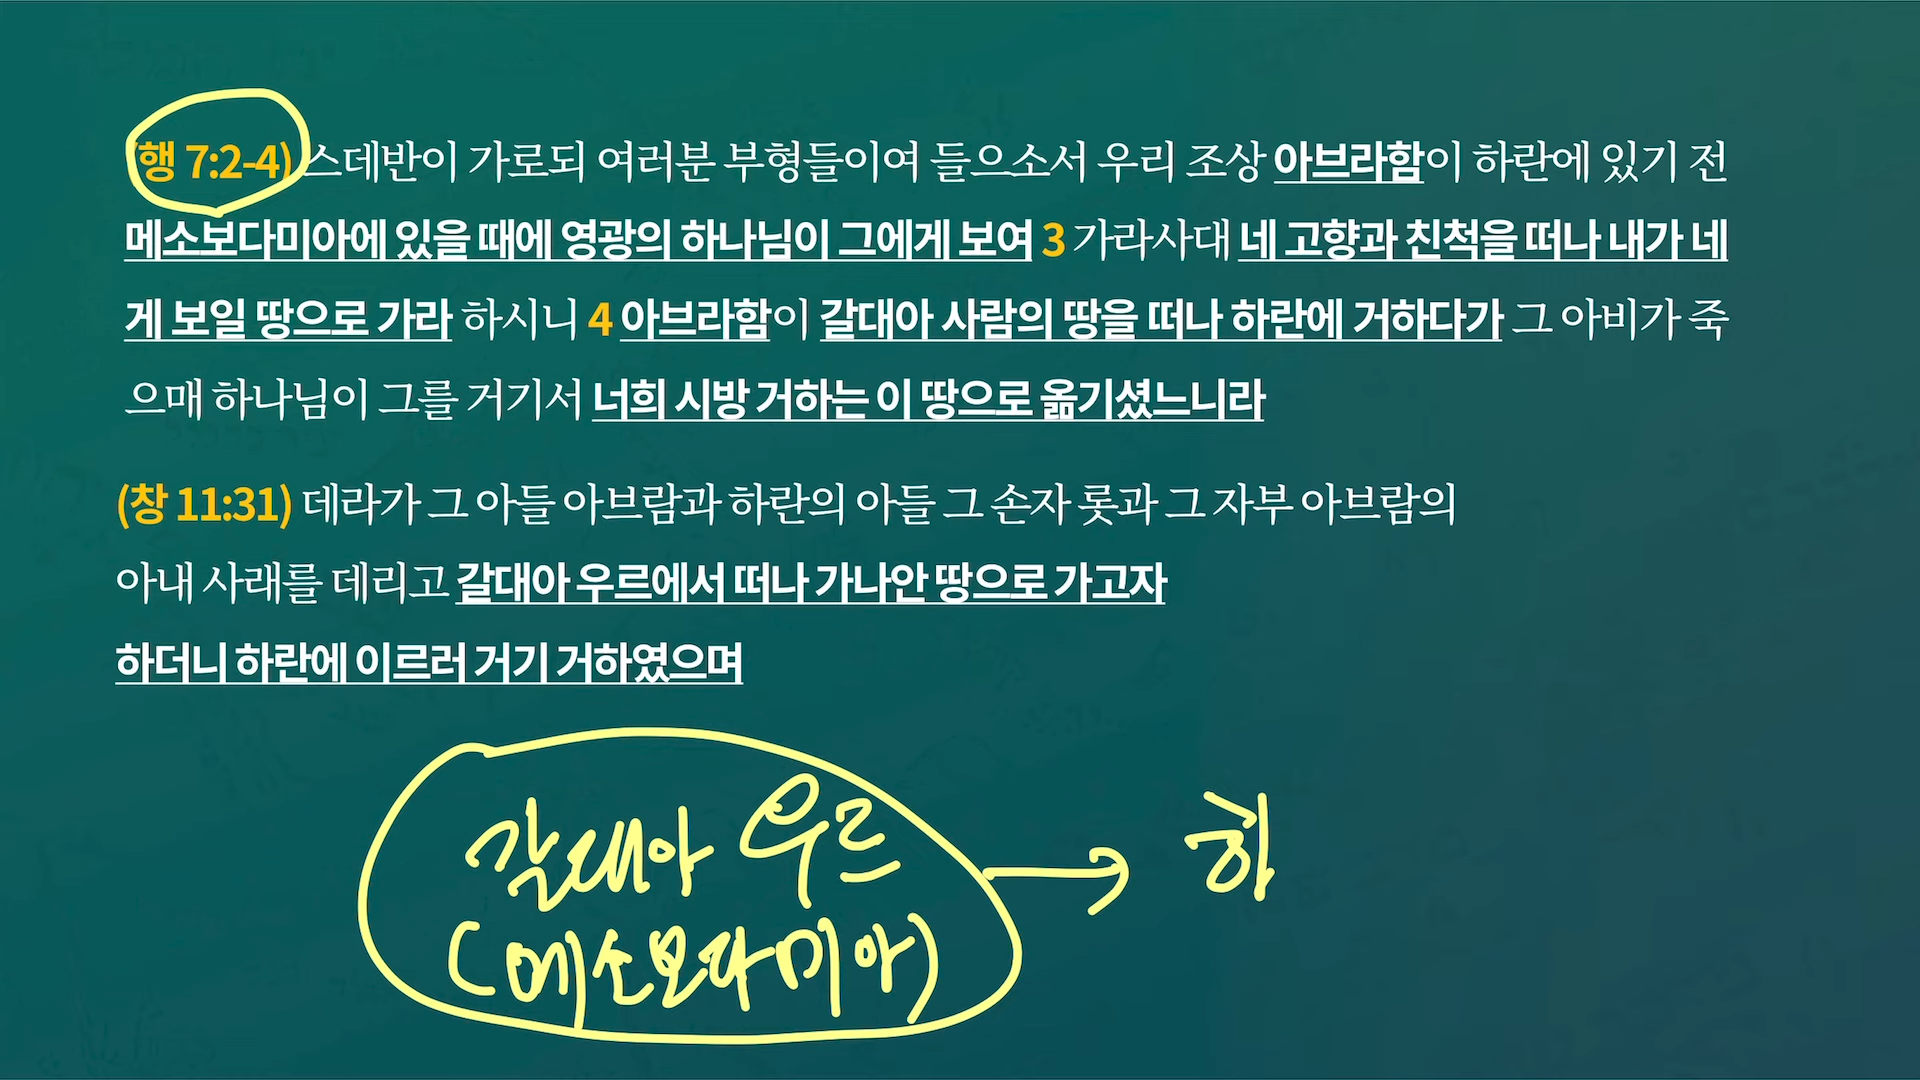 (행 7:2-4) 스데반이 가로되 여러분 부형들이여 들으소서 우리 조상 아브라함이 하란에 있기 전
메소보다미아에 있을 때에 영광의 하나님이 그에게 보여 3 가라사대 네 고향과 친척을 떠나 내가 네
게 보일 땅으로 가라 하시니 4 아브라함이 갈대아 사람의 땅을 떠나 하란에 거하다가 그 아비가 죽
으매 하나님이 그를 거기서 너희 시방 거하는 이 땅으로 옮기셨느니라
(창 11:31) 데라가 그 아들 아브람과 하란의 아들 그 손자 롯과 그 자부 아브람의
아내 사래를 데리고 갈대아 우르에서 떠나 가나안 땅으로 가고자
하더니 하란에 이르러 거기 거하였으며
갈대아 우르 → 하
(메소보다미아)